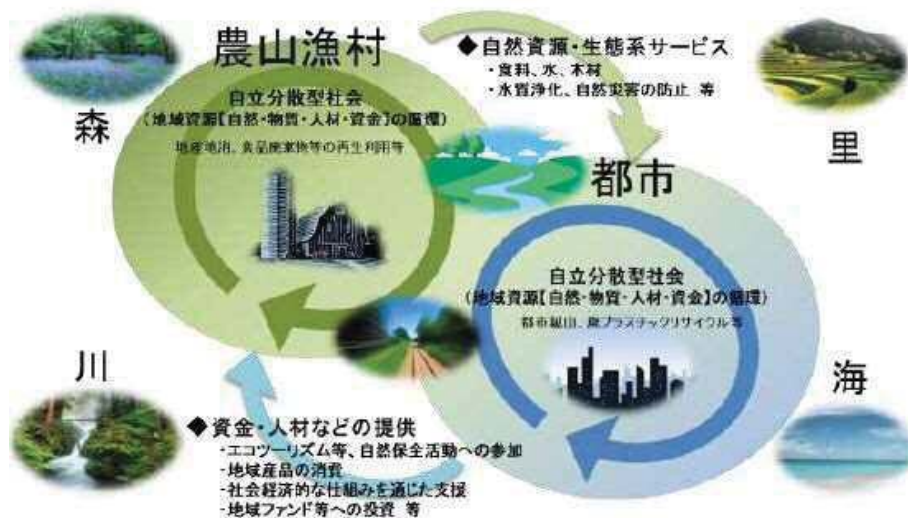 農山漁村
森
自立分散型社会
(地域資源【自然・物質・人材・資金】の循環)
地産地消、食品廃棄物等の再生利用等
◆自然資源・生態系サービス
・食料、水、木材
・水質浄化、自然災害の防止 等
里
都市
自立分散型社会
(地域資源【自然・物質・人材・資金】の循環)
都市鉱山、廃プラスチックリサイクル等
川
海
◆資金・人材などの提供
・エコツーリズム等、自然保全活動への参加
・地域産品の消費
・社会経済的な仕組みを通じた支援
・地域ファンド等への投資 等